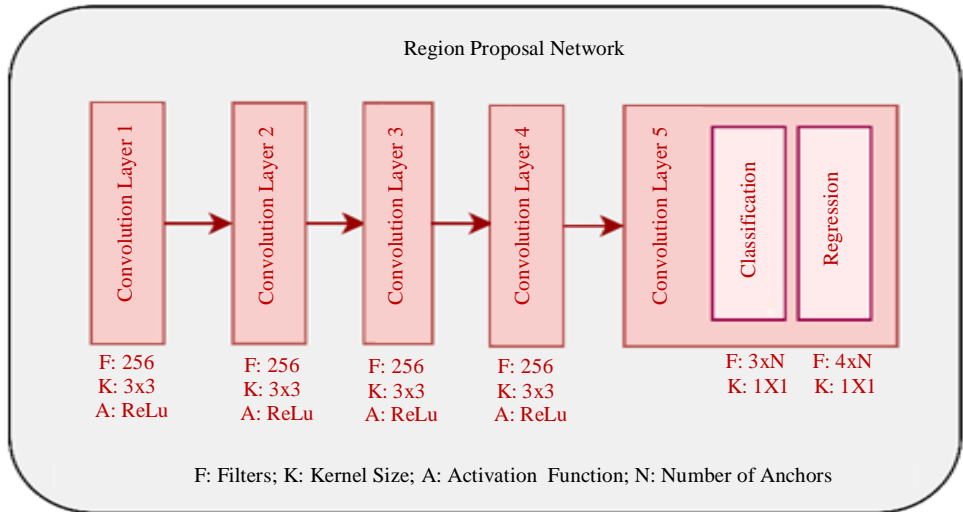 Region Proposal Network
Convolution Layer 1
Convolution Layer 2
Convolution Layer 3
Convolution Layer 4
Convolution Layer 5
Classification
Regression
F: 256
K: 3x3
A: ReLu
F: 256
K: 3x3
A: ReLu
F: 256
K: 3x3
A: ReLu
F: 256
K: 3x3
A: ReLu
F: 3xN
K: 1X1
F: 4xN
K: 1X1
F: Filters; K: Kernel Size; A: Activation Function; N: Number of Anchors